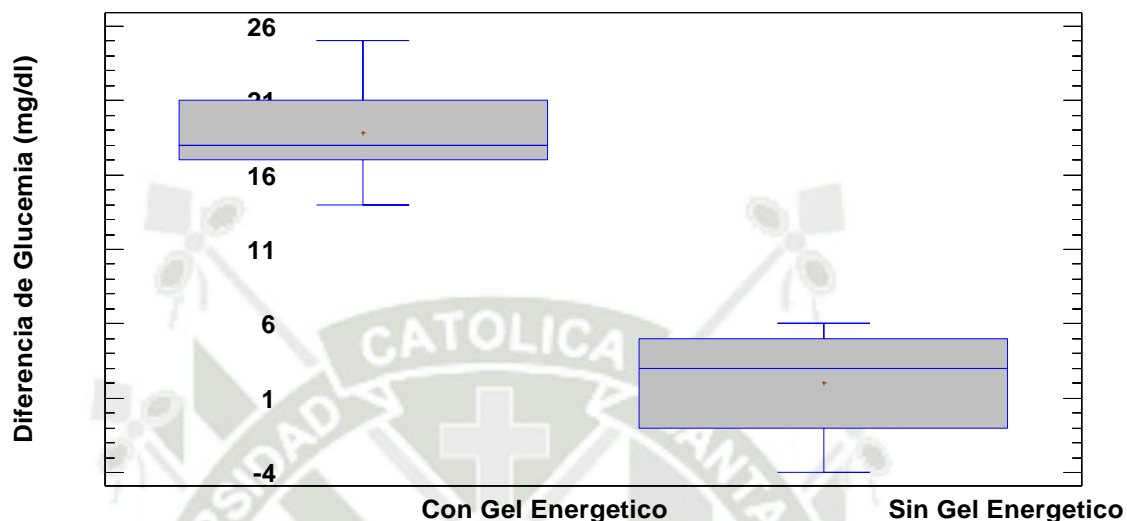 Diferencia de Glucemia (mg/dl)
26
21
16
11
6
1
-4
CATOLICA
SANTA
Con Gel Energetico
Sin Gel Energetico